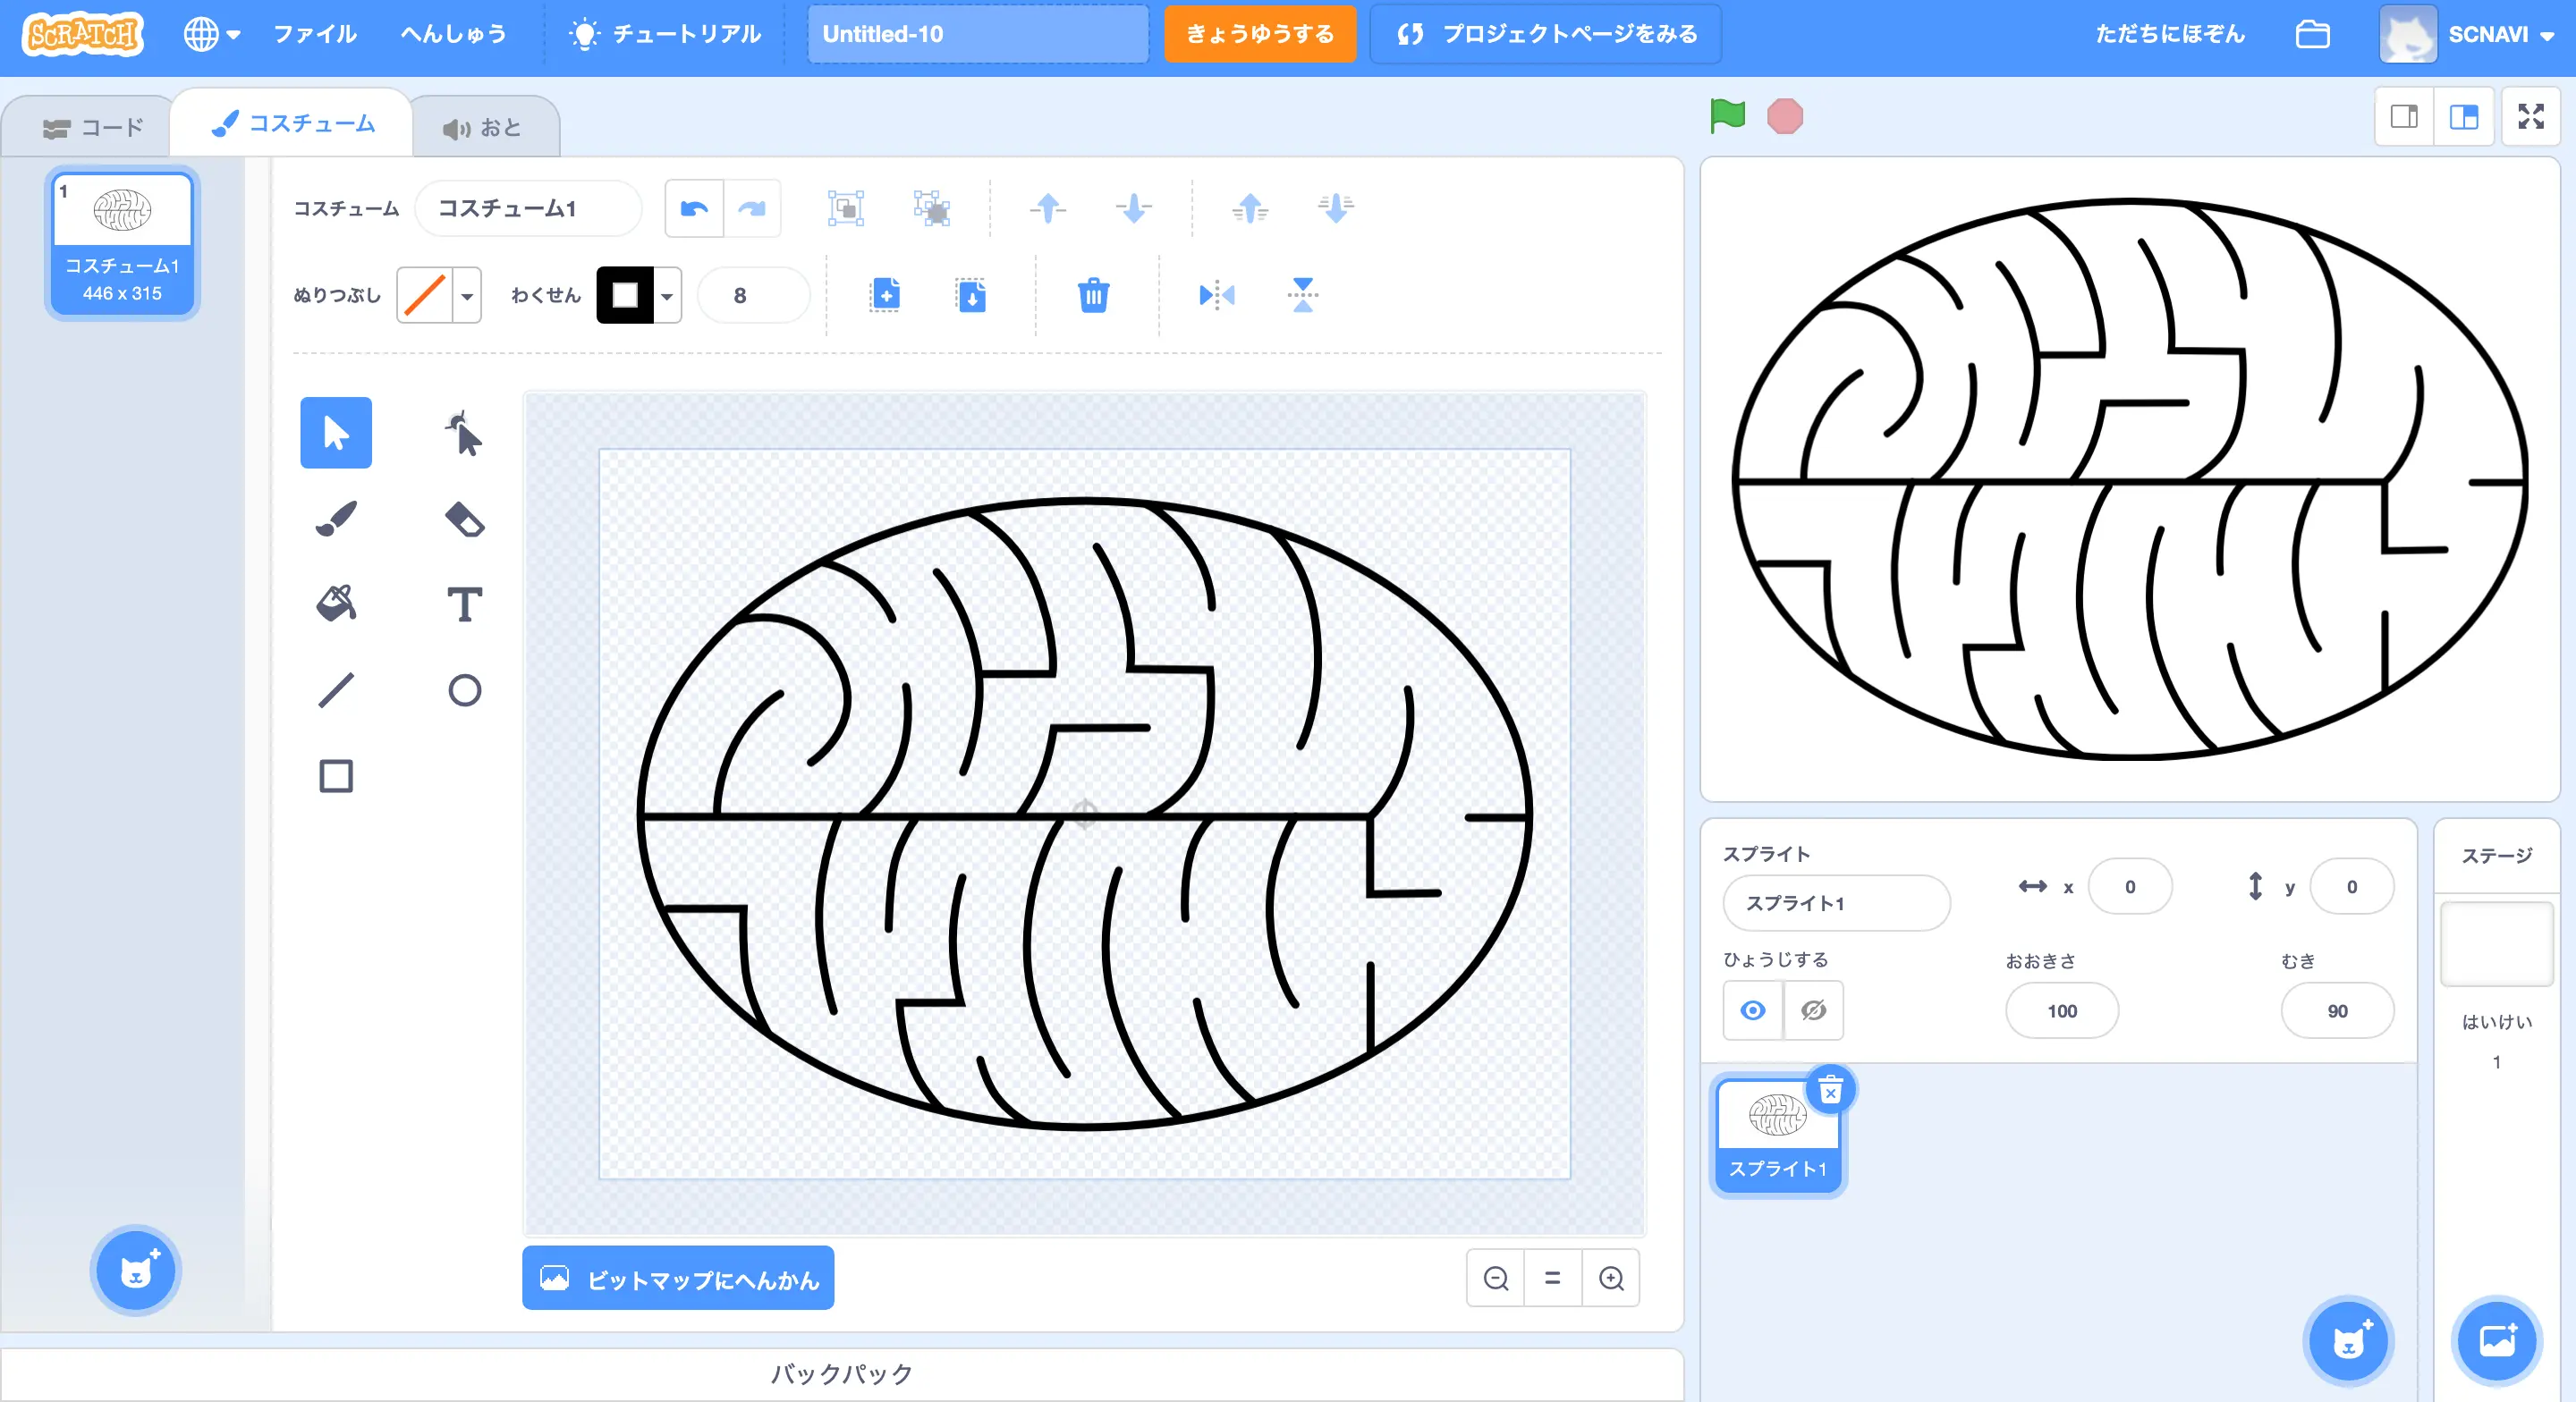 SCRATCH ファイル へんしゅう チュートリアル Untitled-10 きょうゆうする プロジェクトページをみる ただちにほぞん SCNAVI
コード コスチューム おと
1
コスチューム1
446 x 315
コスチューム コスチューム1
ぬりつぶし わくせん 8
T
ビットマップにへんかん
バックパック
スプライト
スプライト1
x 0 y 0
ひょうじする おおきさ むき
100 90
スプライト1
ステージ
はいけい
1